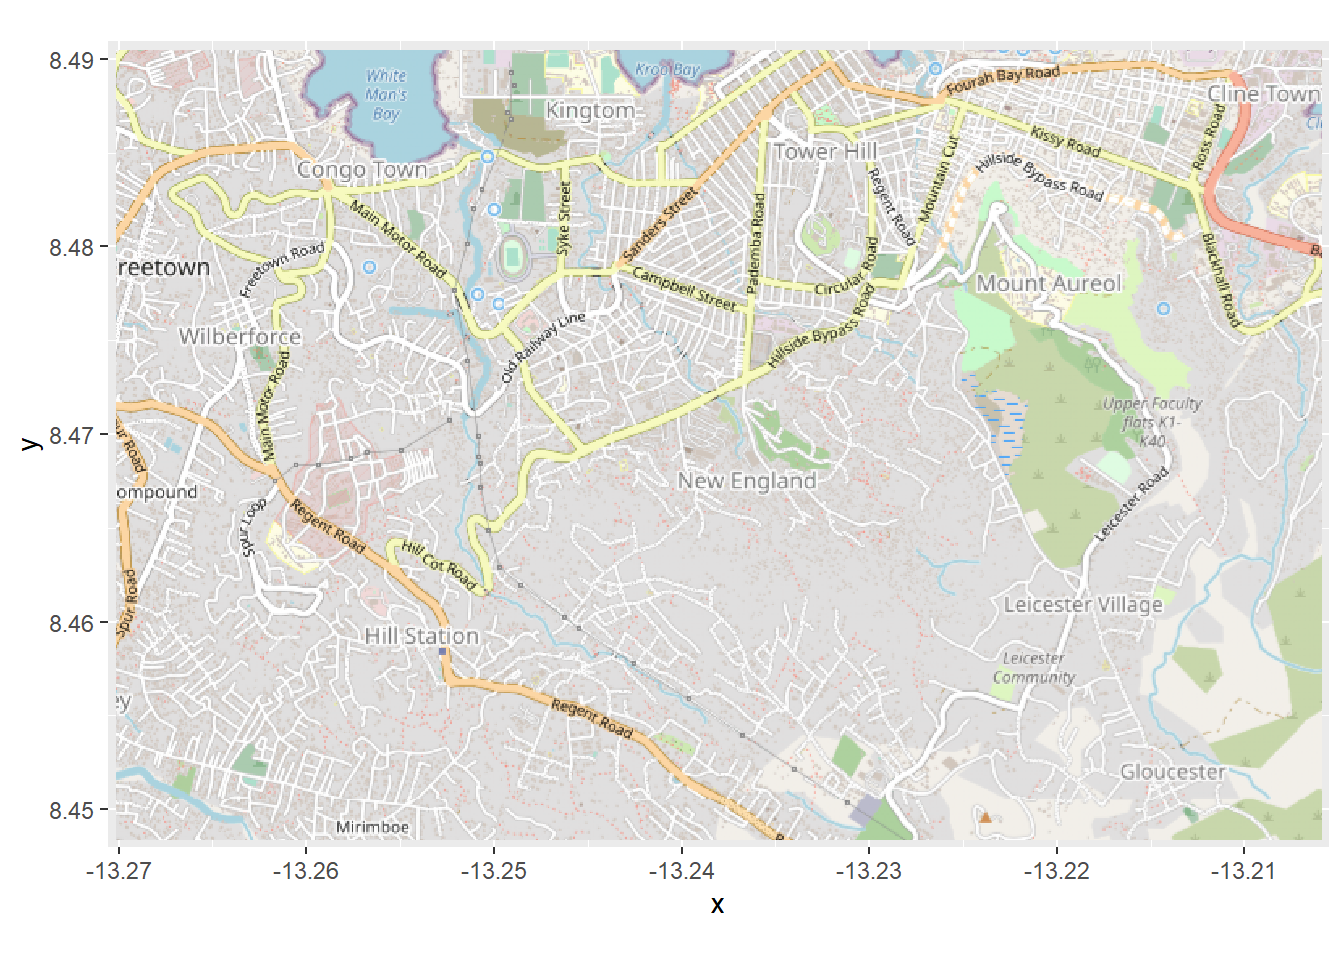 8.49
8.48
8.47
8.46
8.45
y
White
Man's
Bay
Kroo Bay
Kingtom
Fourah Bay Road
Cline Town
Congo Town
Tower Hill
Kissy Road
Ross Road
Hillside Bypass Road
Mountain Cut
Regent Road
Main Motor Road
Syke Street
Sanders Street
Pademba Road
Freetown Road
reetown
Campbell Street
Circular Road
Mount Aureol
Blackhall Road
B
Wilberforce
Old Railway Line
Hillside Bypass Road
Main Motor Road
Upper Faculty
flats K1-
K40
ur Road
New England
ompound
Spur Loop
Regent Road
Leicester Road
Hill Cot Road
Spur Road
Hill Station
Leicester Village
Leicester
Community
ey
Regent Road
Gloucester
Mirimboe
-13.27
-13.26
-13.25
-13.24
-13.23
-13.22
-13.21
x